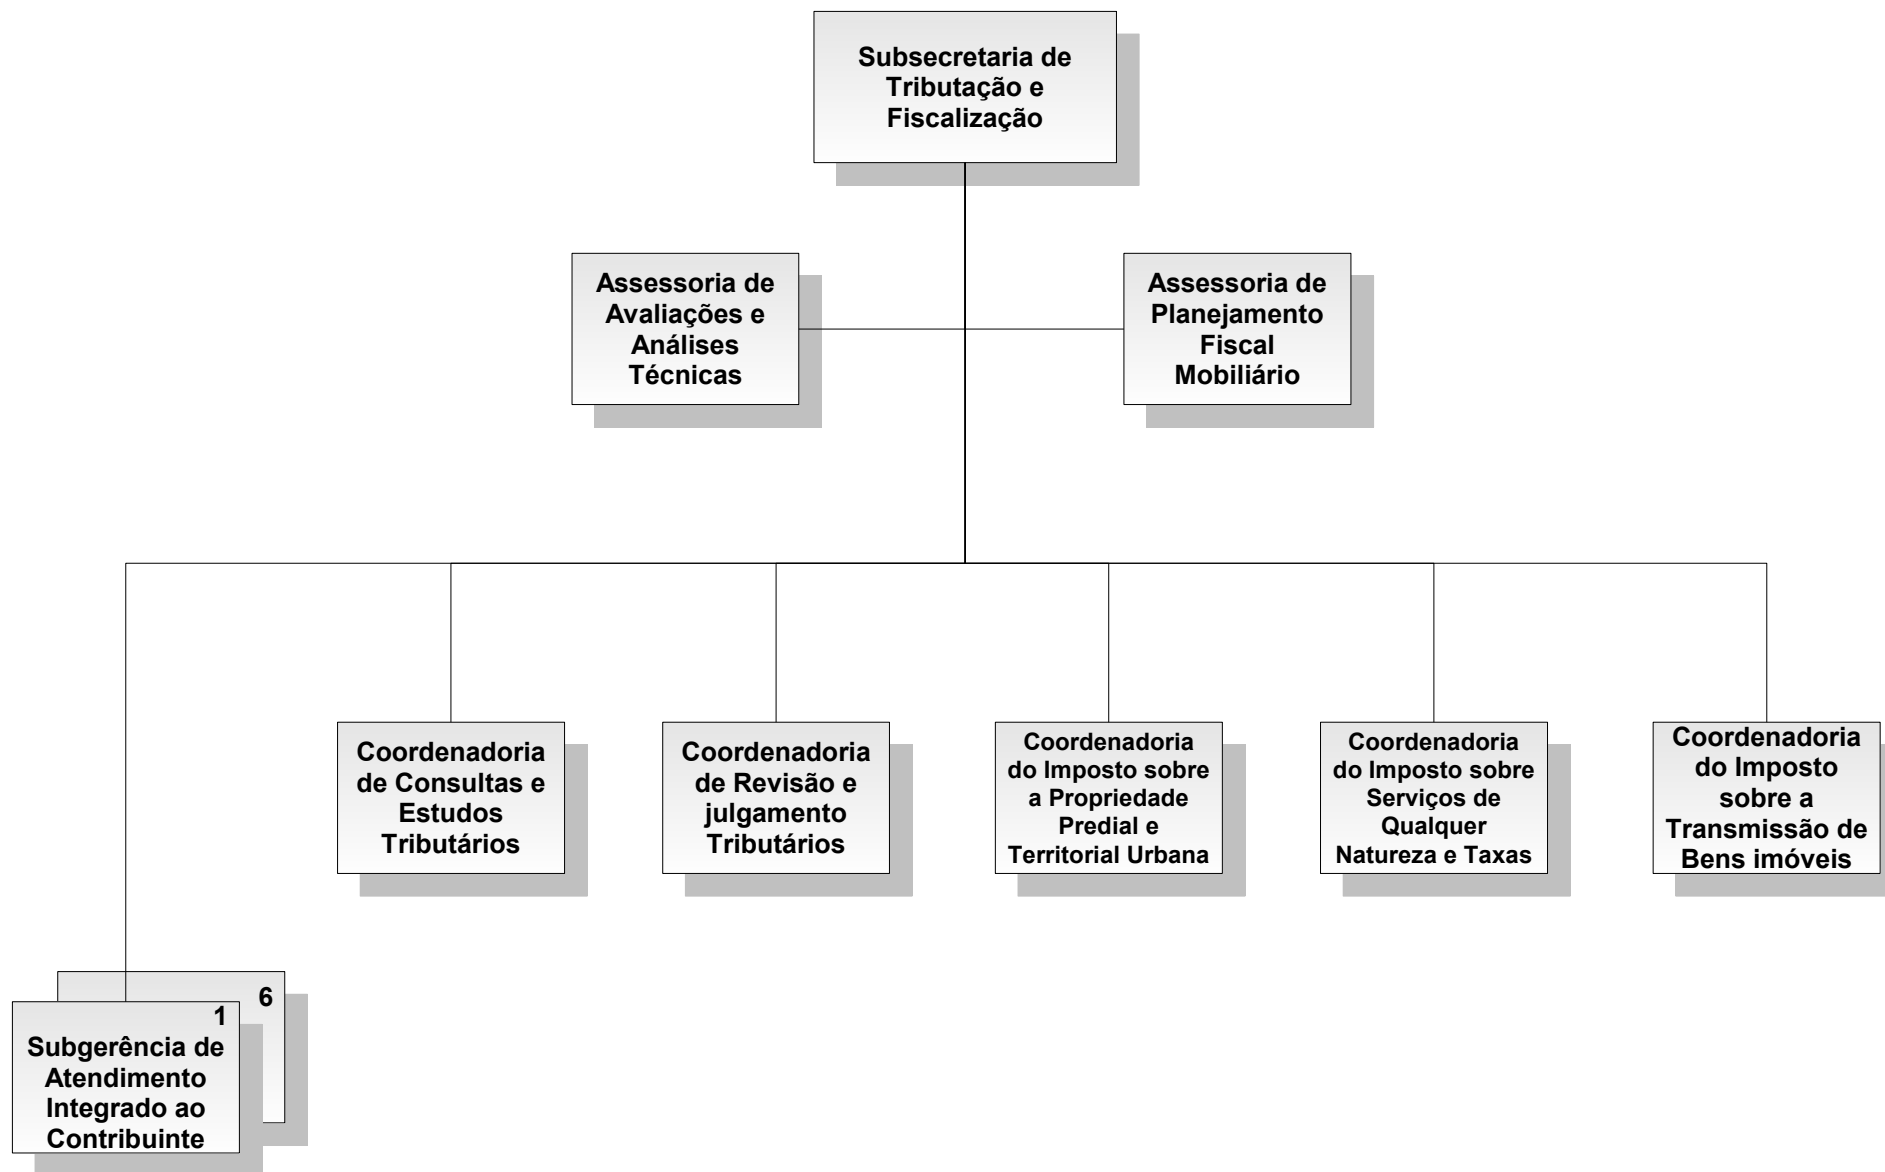 Subsecretaria de
Tributação e
Fiscalização
Assessoria de
Avaliações e
Análises
Técnicas
Assessoria de
Planejamento
Fiscal
Mobiliário
Coordenadoria
de Consultas e
Estudos
Tributários
Coordenadoria
de Revisão e
julgamento
Tributários
Coordenadoria
do Imposto sobre
a Propriedade
Predial e
Territorial Urbana
Coordenadoria
do Imposto sobre
Serviços de
Qualquer
Natureza e Taxas
Coordenadoria
do Imposto
sobre a
Transmissão de
Bens imóveis
6
1
Subgerência de
Atendimento
Integrado ao
Contribuinte